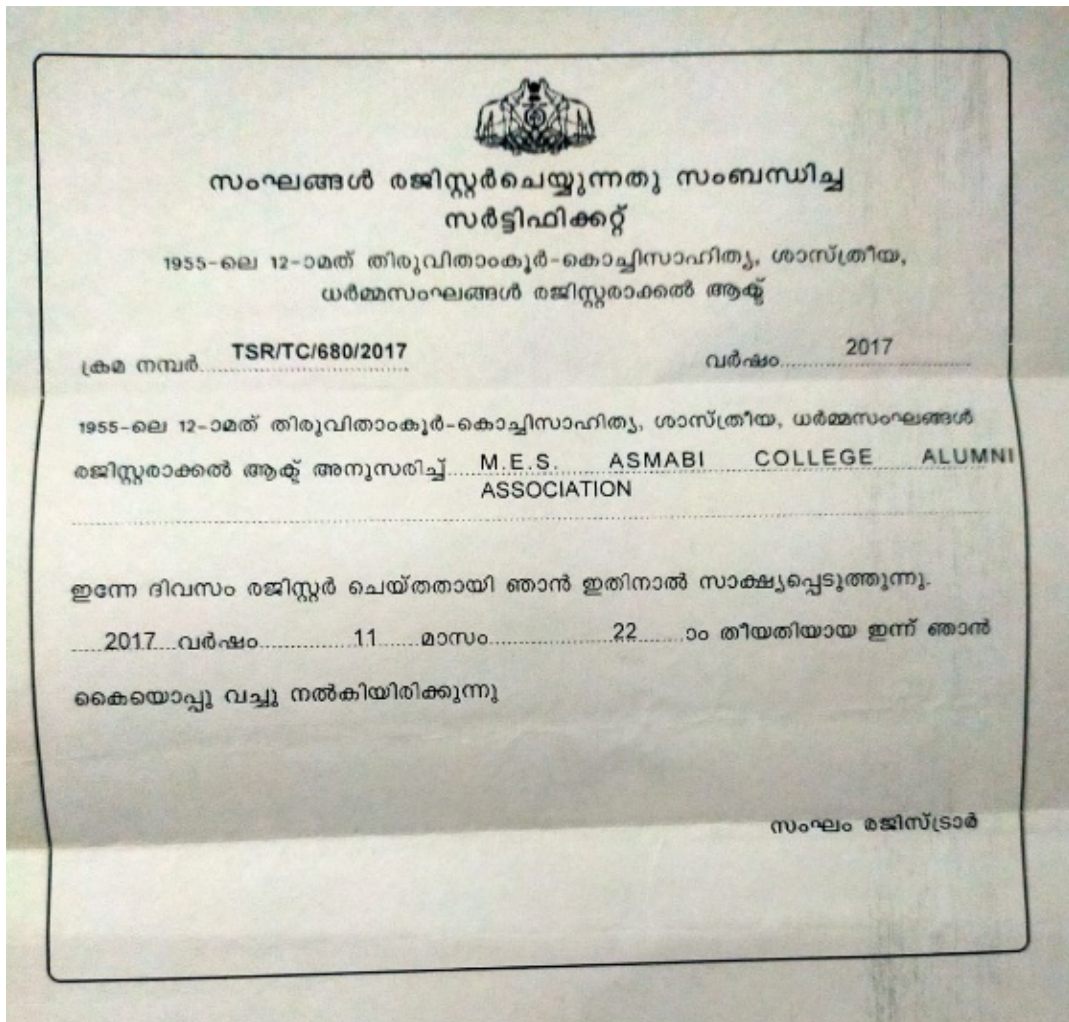 സംഘങ്ങൾ രജിസ്റ്റർചെയ്യുന്നതു സംബന്ധിച്ച
സർട്ടിഫിക്കറ്റ്
1955-ലെ 12-ാമത് തിരുവിതാംകൂർ-കൊച്ചിസാഹിത്യ, ശാസ്ത്രീയ,
ധർമ്മസംഘങ്ങൾ രജിസ്റ്റരാക്കൽ ആക്ട്
ക്രമ നമ്പർ TSR/TC/680/2017 വർഷം 2017
1955-ലെ 12-ാമത് തിരുവിതാംകൂർ-കൊച്ചിസാഹിത്യ, ശാസ്ത്രീയ, ധർമ്മസംഘങ്ങൾ
രജിസ്റ്റരാക്കൽ ആക്ട് അനുസരിച്ച് M.E.S. ASMABI COLLEGE ALUMNI
ASSOCIATION
ഇന്നേ ദിവസം രജിസ്റ്റർ ചെയ്തതായി ഞാൻ ഇതിനാൽ സാക്ഷ്യപ്പെടുത്തുന്നു.
2017 വർഷം 11 മാസം 22 ാം തീയതിയായ ഇന്ന് ഞാൻ
കൈയൊപ്പു വച്ചു നൽകിയിരിക്കുന്നു
സംഘം രജിസ്ട്രാർ